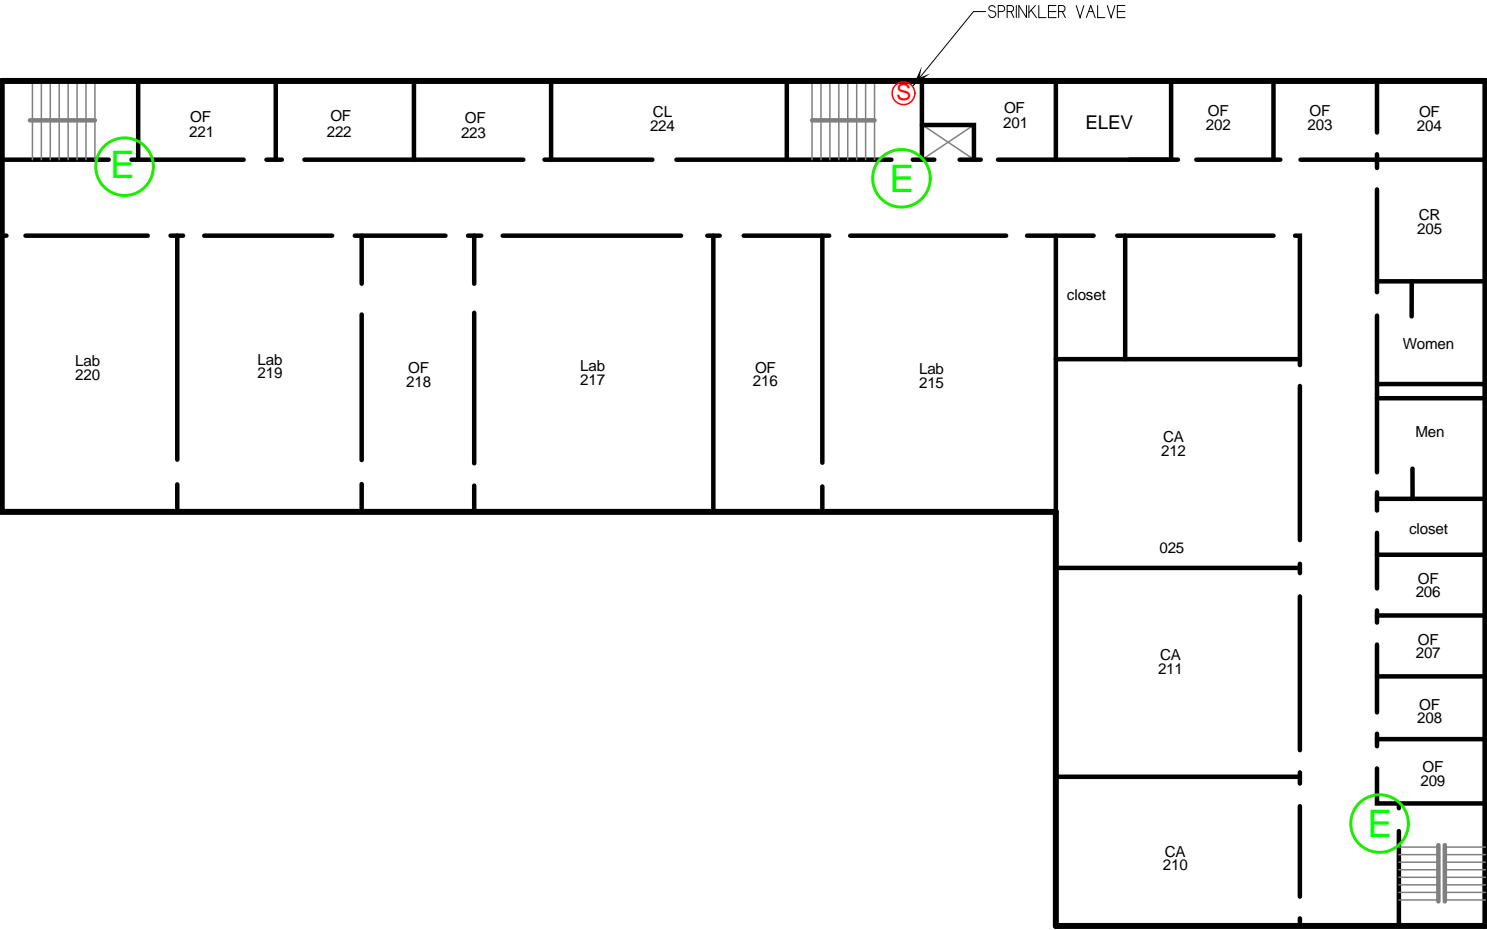 SPRINKLER VALVE
S
OF
221
OF
222
OF
223
CL
224
OF
201
ELEV
OF
202
OF
203
OF
204
E
E
CR
205
closet
Women
Lab
220
Lab
219
OF
218
Lab
217
OF
216
Lab
215
CA
212
Men
025
closet
OF
206
CA
211
OF
207
OF
208
OF
209
E
CA
210